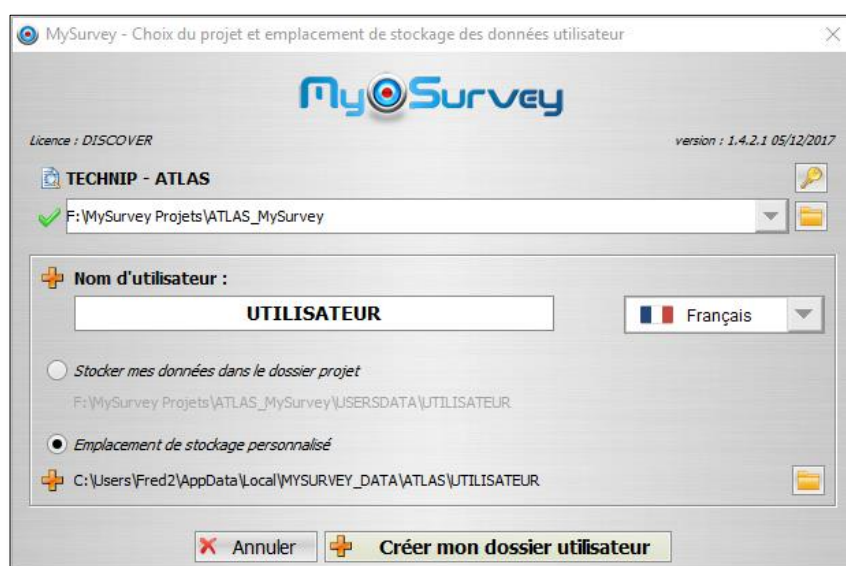 MySurvey - Choix du projet et emplacement de stockage des données utilisateur
MySurvey
Licence : DISCOVER
version : 1.4.2.1 05/12/2017
TECHNIP - ATLAS
F:\MySurvey Projets\ATLAS_MySurvey
Nom d'utilisateur :
UTILISATEUR
Français
Stocker mes données dans le dossier projet
F:\MySurvey Projets\ATLAS_MySurvey\USERSDATA\UTILISATEUR
Emplacement de stockage personnalisé
C:\Users\Fred2\AppData\Local\MYSURVEY_DATA\ATLAS\UTILISATEUR
Annuler
Créer mon dossier utilisateur